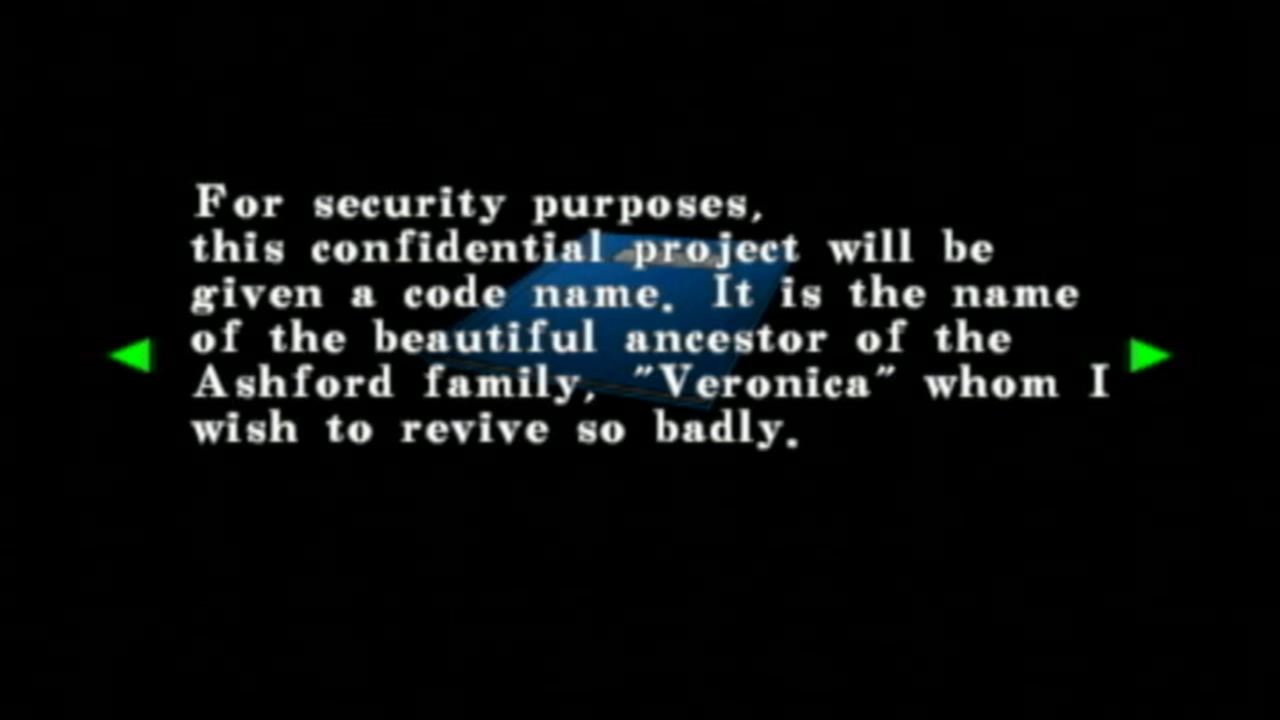 For security purposes,
this confidential project will be
given a code name. It is the name
of the beautiful ancestor of the
Ashford family, "Veronica" whom I
wish to revive so badly.